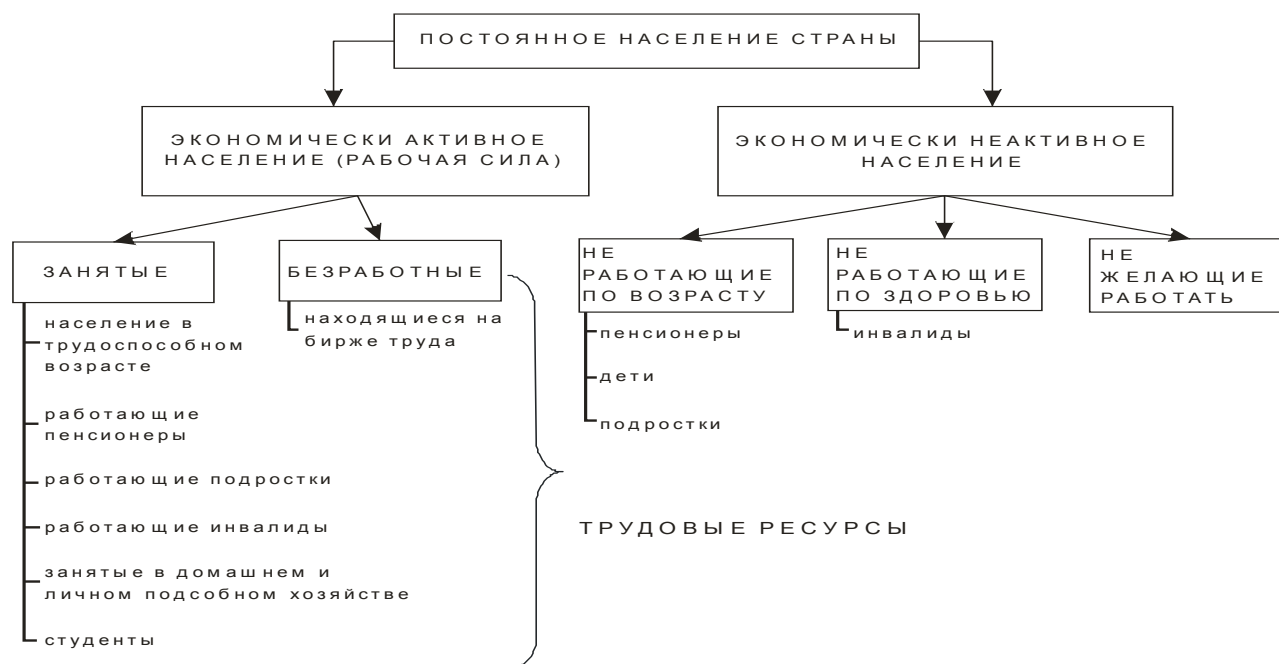 ПОСТОЯННОЕ НАСЕЛЕНИЕ СТРАНЫ
ЭКОНОМИЧЕСКИ АКТИВНОЕ
НАСЕЛЕНИЕ (РАБОЧАЯ СИЛА)
ЭКОНОМИЧЕСКИ НЕАКТИВНОЕ
НАСЕЛЕНИЕ
ЗАНЯТЫЕ
население в
трудоспособном
возрасте
работающие
пенсионеры
работающие подростки
работающие инвалиды
занятые в домашнем и
личном подсобном хозяйстве
студенты
БЕЗРАБОТНЫЕ
находящиеся на
бирже труда
ТРУДОВЫЕ РЕСУРСЫ
НЕ
РАБОТАЮЩИЕ
ПО ВОЗРАСТУ
пенсионеры
дети
подростки
НЕ
РАБОТАЮЩИЕ
ПО ЗДОРОВЬЮ
инвалиды
НЕ
ЖЕЛАЮЩИЕ
РАБОТАТЬ